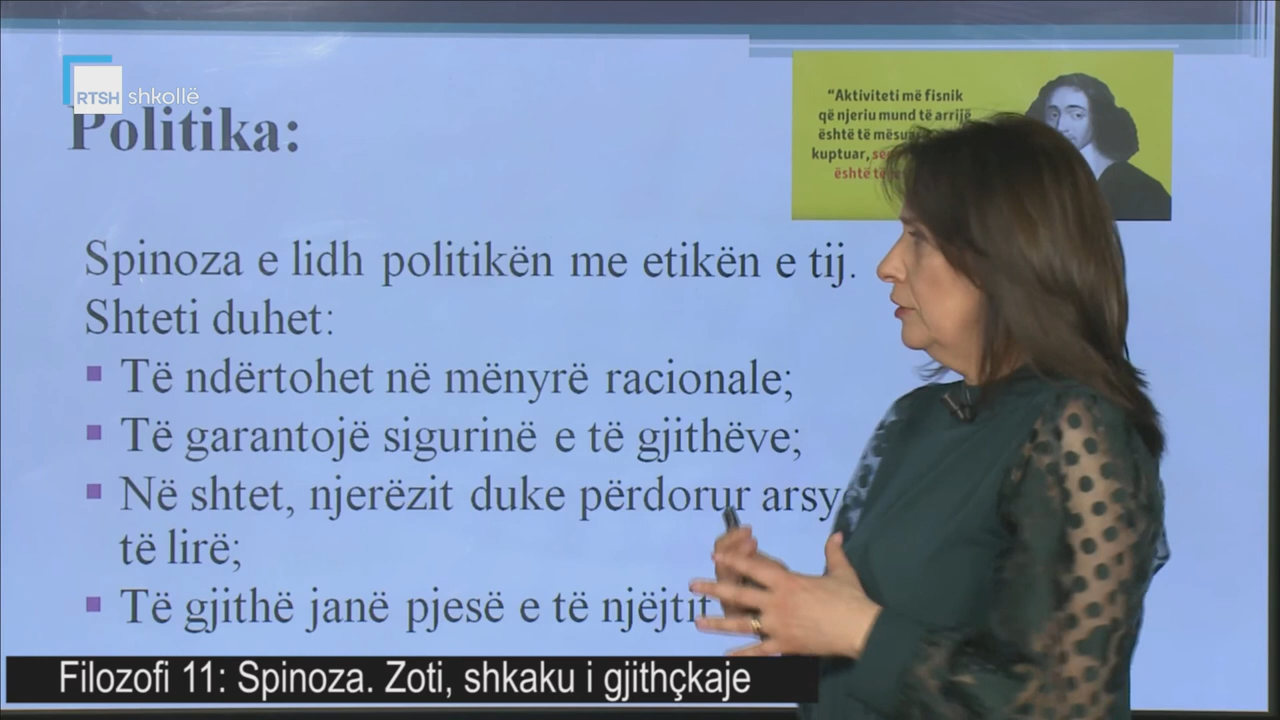 RTSH shkollë
Politika:
“Aktiviteti më fisnik
që njeriu mund të arrijë
është të
kuptuar,
është
Spinoza e lidh politikën me etikën e tij.
Shteti duhet:
Të ndërtohet në mënyrë racionale;
Të garantojë sigurinë e të gjithëve;
Në shtet, njerëzit duke përdorur
të lirë;
Të gjithë janë pjesë e të njëjtit
Filozofi 11: Spinoza. Zoti, shkaku i gjithçkaje